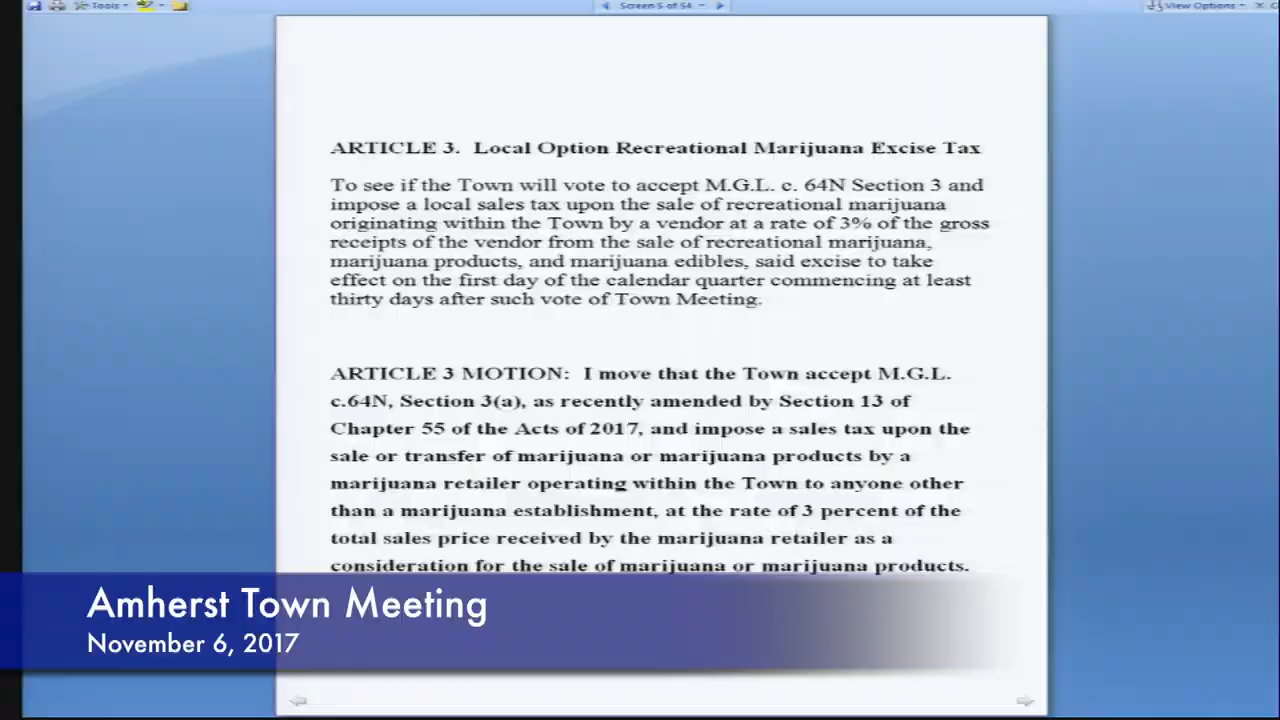 Tools
Screen 5 of 54
View Options
ARTICLE 3. Local Option Recreational Marijuana Excise Tax
To see if the Town will vote to accept M.G.L. c. 64N Section 3 and
impose a local sales tax upon the sale of recreational marijuana
originating within the Town by a vendor at a rate of 3% of the gross
receipts of the vendor from the sale of recreational marijuana,
marijuana products, and marijuana edibles, said excise to take
effect on the first day of the calendar quarter commencing at least
thirty days after such vote of Town Meeting.
ARTICLE 3 MOTION: I move that the Town accept M.G.L.
c.64N, Section 3(a), as recently amended by Section 13 of
Chapter 55 of the Acts of 2017, and impose a sales tax upon the
sale or transfer of marijuana or marijuana products by a
marijuana retailer operating within the Town to anyone other
than a marijuana establishment, at the rate of 3 percent of the
total sales price received by the marijuana retailer as a
consideration for the sale of marijuana or marijuana products.
Amherst Town Meeting
November 6, 2017